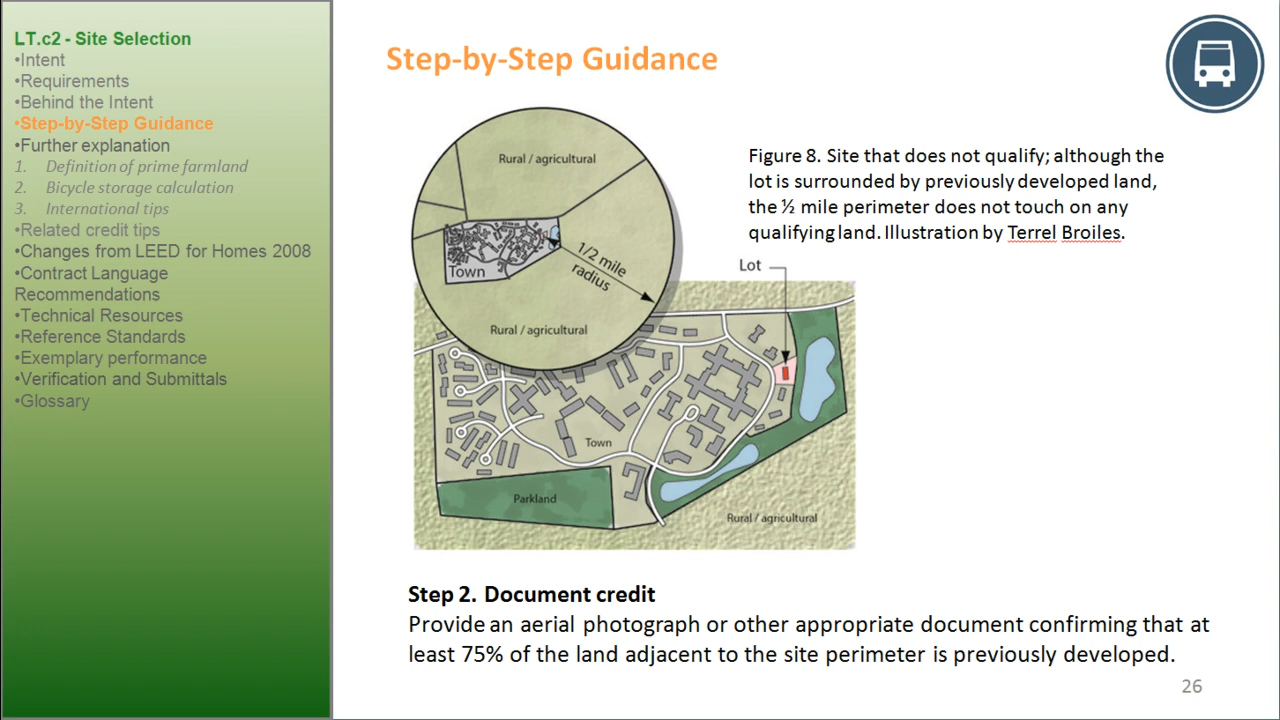 LT.c2 - Site Selection
•Intent
•Requirements
•Behind the Intent
•Step-by-Step Guidance
•Further explanation
1. Definition of prime farmland
2. Bicycle storage calculation
3. International tips
•Related credit tips
•Changes from LEED for Homes 2008
•Contract Language
Recommendations
•Technical Resources
•Reference Standards
•Exemplary performance
•Verification and Submittals
•Glossary
Step-by-Step Guidance
Rural / agricultural
Town
1/2 mile
radius
Rural / agricultural
Figure 8. Site that does not qualify; although the
lot is surrounded by previously developed land,
the ½ mile perimeter does not touch on any
qualifying land. Illustration by Terrel Broiles.
Lot
Town
Parkland
Rural / agricultural
Step 2. Document credit
Provide an aerial photograph or other appropriate document confirming that at
least 75% of the land adjacent to the site perimeter is previously developed.
26